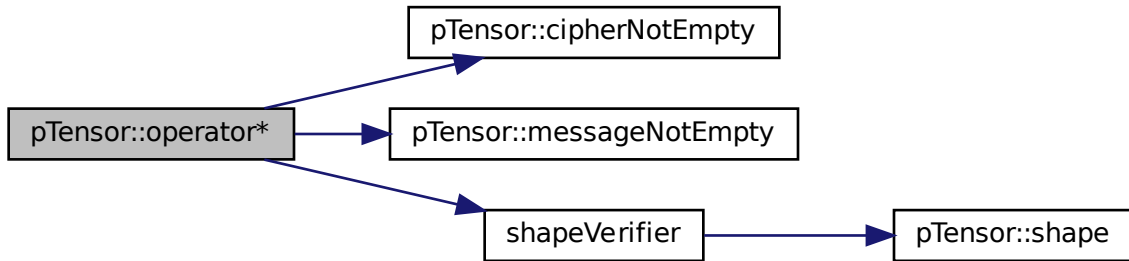 pTensor::cipherNotEmpty
pTensor::operator*
pTensor::messageNotEmpty
shapeVerifier
pTensor::shape